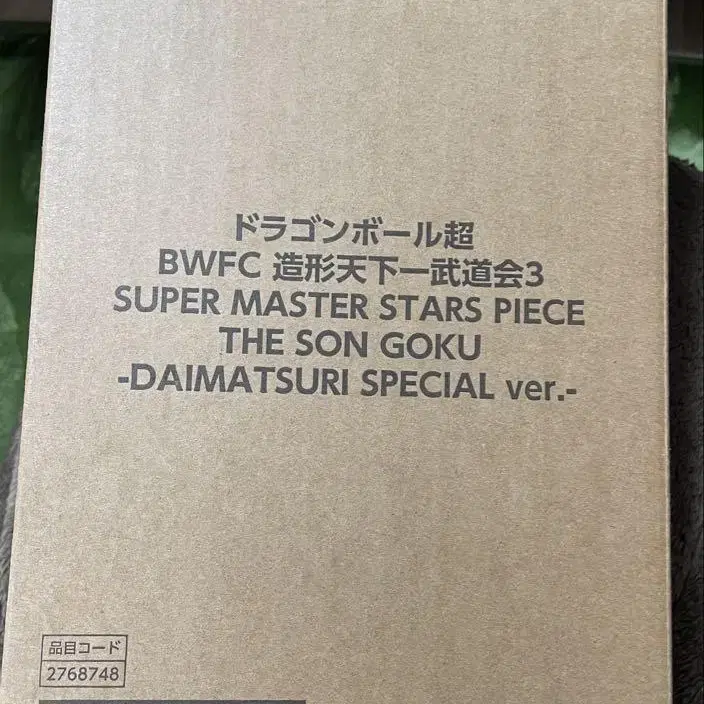 ドラゴンボール超
BWFC 造形天下一武道会3
SUPER MASTER STARS PIECE
THE SON GOKU
-DAIMATSURI SPECIAL ver.-
品目コード
2768748